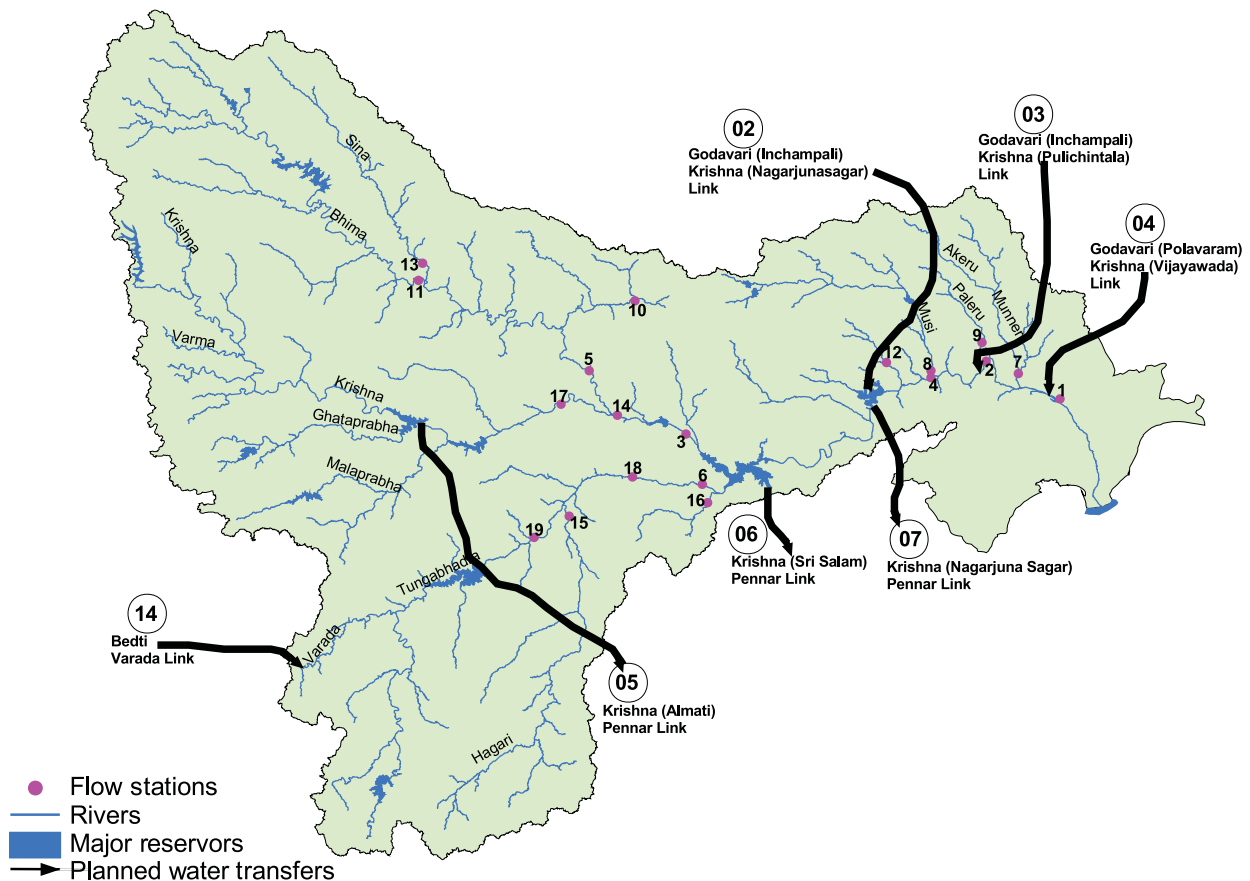 02
Godavari (Inchampali)
Krishna (Nagarjunasagar)
Link
03
Godavari (Inchampali)
Krishna (Pulichintala)
Link
04
Godavari (Polavaram)
Krishna (Vijayawada)
Link
Sina
Bhima
Krishna
Varma
Krishna
Ghataprabha
Malaprabha
Akeru
Paleru
Munner
Musi
13
11
10
5
17
14
3
18
6
16
15
19
12
8
4
9
2
7
1
Tungabhadra
Varada
Hagari
06
Krishna (Sri Salam)
Pennar Link
07
Krishna (Nagarjuna Sagar)
Pennar Link
14
Bedti
Varada Link
05
Krishna (Almati)
Pennar Link
Flow stations
Rivers
Major reservors
Planned water transfers